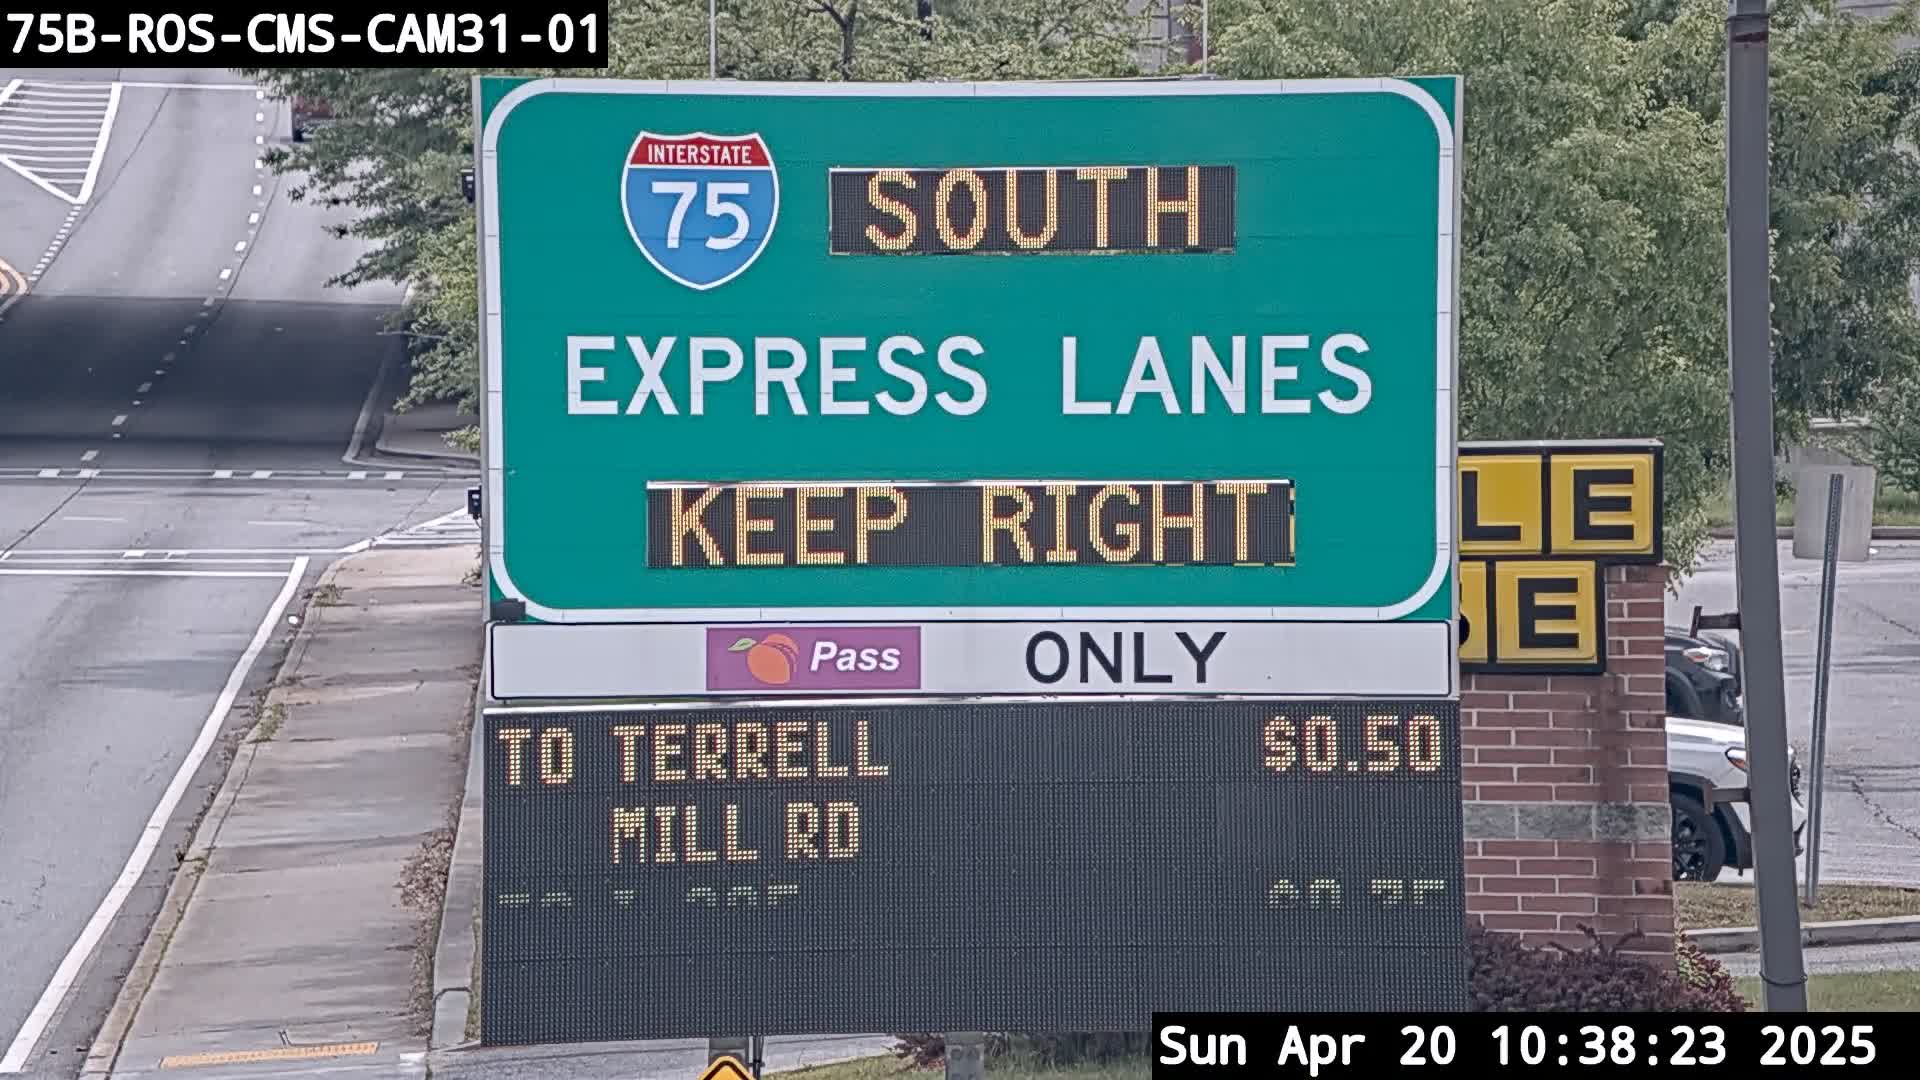 75B-ROS-CMS-CAM31-01
INTERSTATE
75
SOUTH
EXPRESS LANES
KEEP RIGHT
Pass ONLY
TO TERRELL $0.50
MILL RD
LE
E
Sun Apr 20 10:38:23 2025